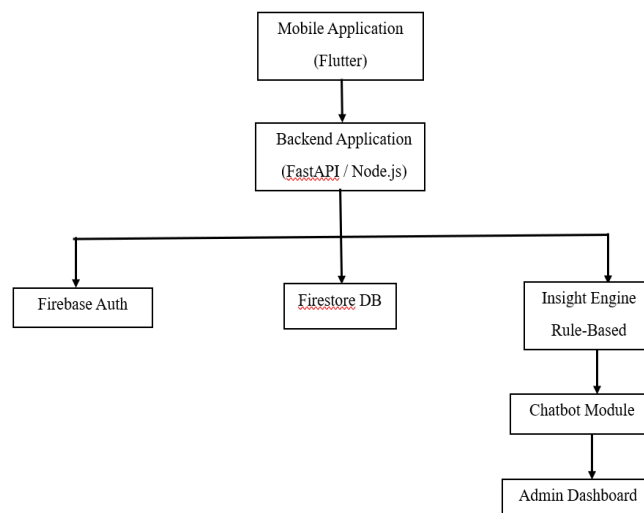 Mobile Application
(Flutter)
Backend Application
(FastAPI / Node.js)
Firebase Auth
Firestore DB
Insight Engine
Rule-Based
Chatbot Module
Admin Dashboard